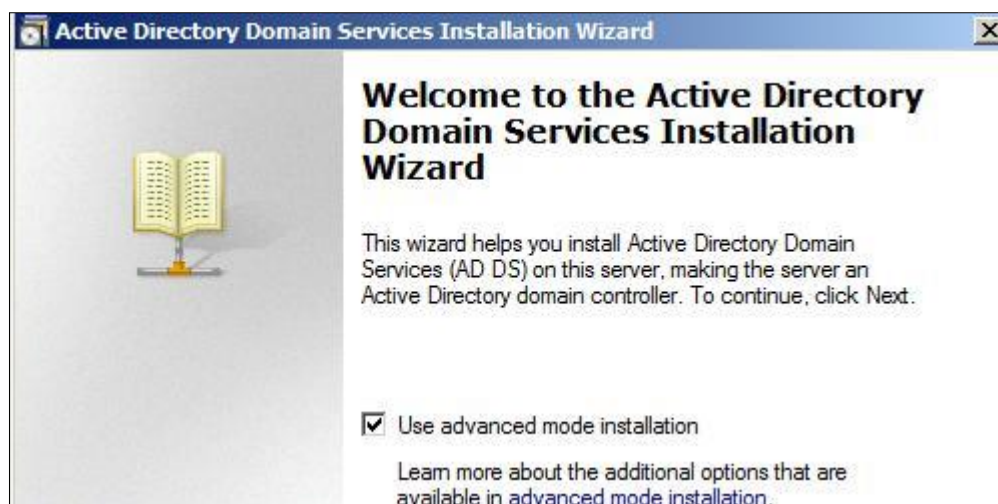 Active Directory Domain Services Installation Wizard
Welcome to the Active Directory
Domain Services Installation
Wizard
This wizard helps you install Active Directory Domain
Services (AD DS) on this server, making the server an
Active Directory domain controller. To continue, click Next.
Use advanced mode installation
Learn more about the additional options that are
available in advanced mode installation.